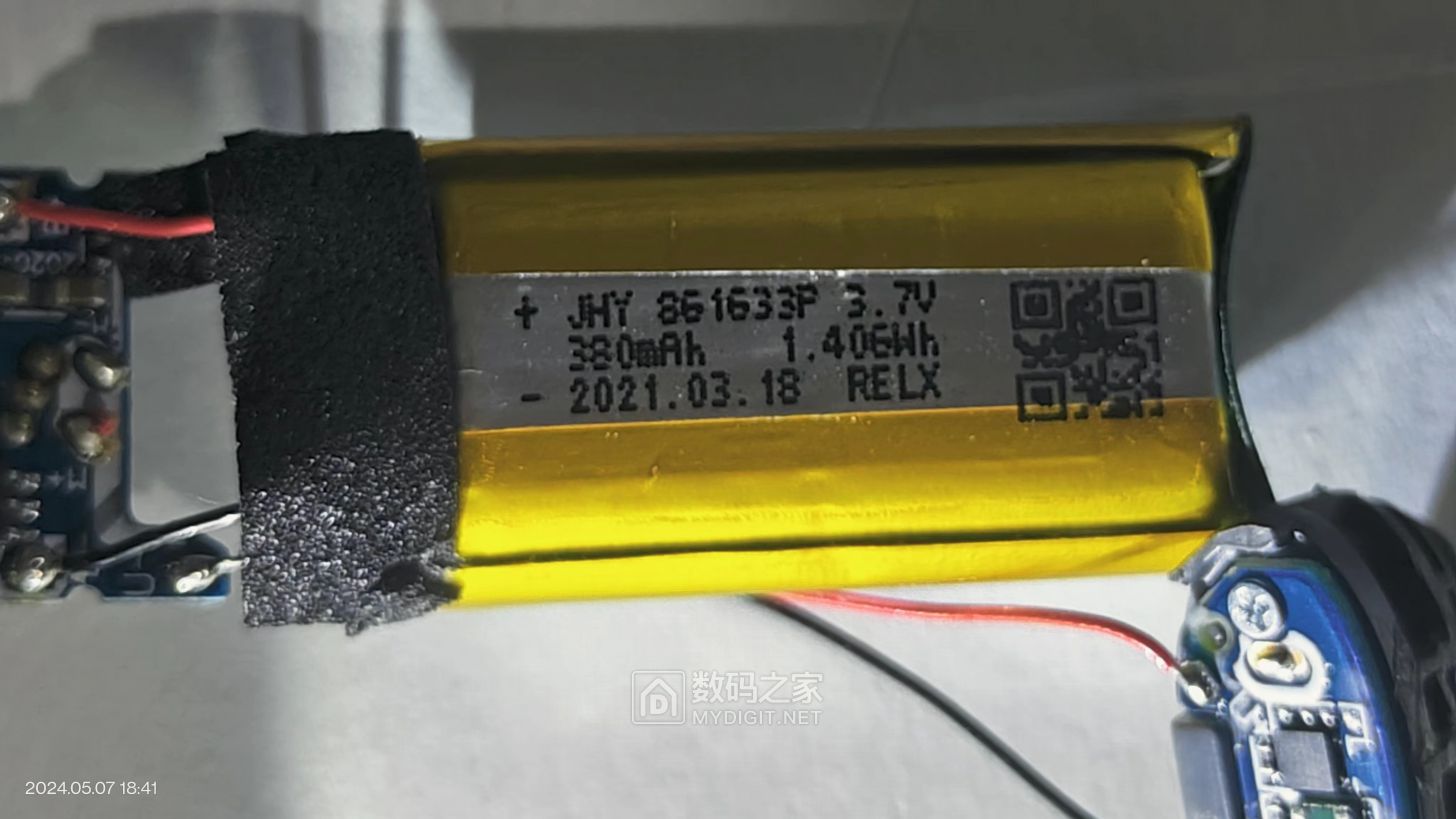 + JHY 861633P 3.7V
380mAh 1.406Wh
- 2021.03.18 RELX
数码之家
MYDIGIT.NET
2024.05.07 18:41